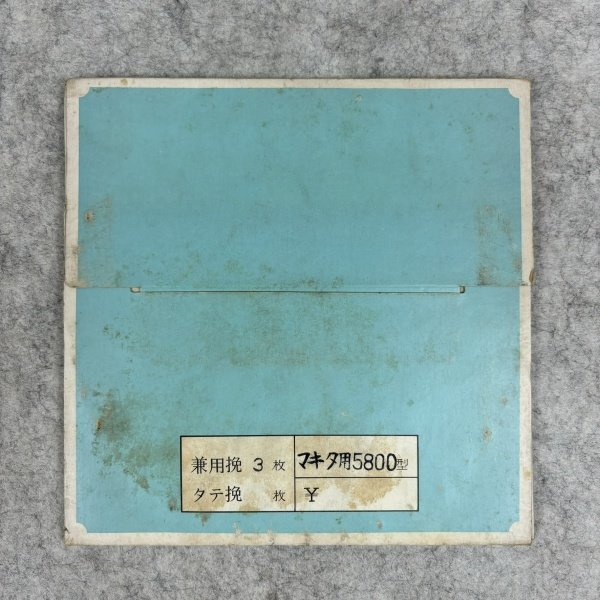 兼用挽 3 枚
マキタ用5800型
タテ挽 枚
¥